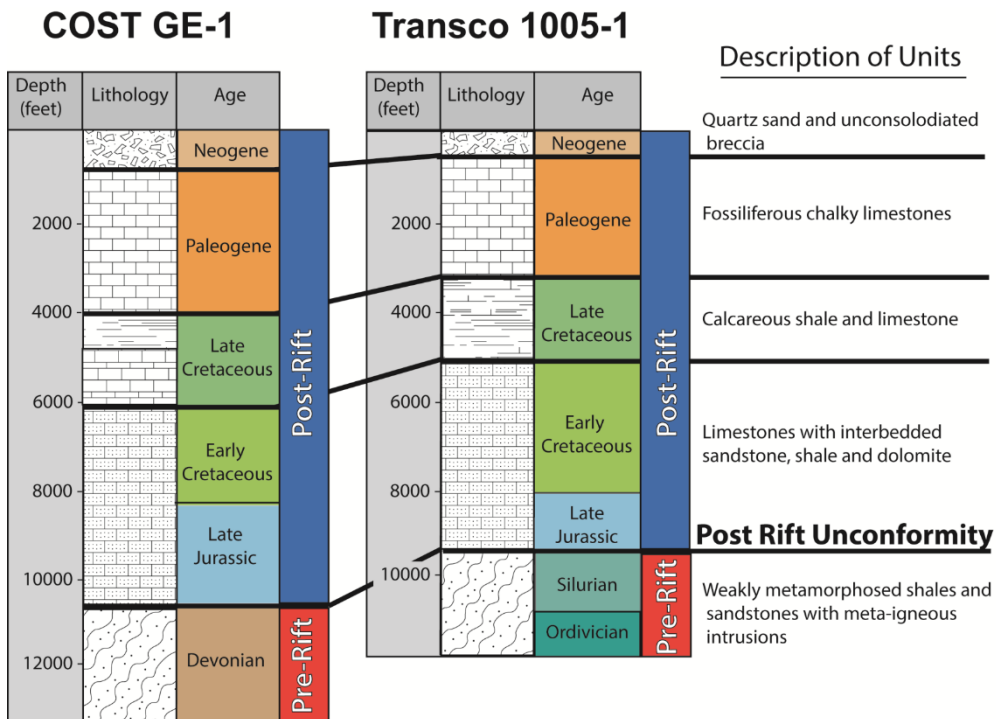 COST GE-1
Transco 1005-1
Description of Units
Depth
(feet)
Lithology
Age
Neogene
Paleogene
Late
Cretaceous
Early
Cretaceous
Late
Jurassic
Devonian
2000
4000
6000
8000
10000
12000
Post-Rift
Pre-Rift
Depth
(feet)
Lithology
Age
Neogene
Paleogene
Late
Cretaceous
Early
Cretaceous
Late
Jurassic
Silurian
Ordivician
2000
4000
6000
8000
10000
Post-Rift
Pre-Rift
Quartz sand and unconsolodiated
breccia
Fossiliferous chalky limestones
Calcareous shale and limestone
Limestones with interbedded
sandstone, shale and dolomite
Post Rift Unconformity
Weakly metamorphosed shales and
sandstones with meta-igneous
intrusions